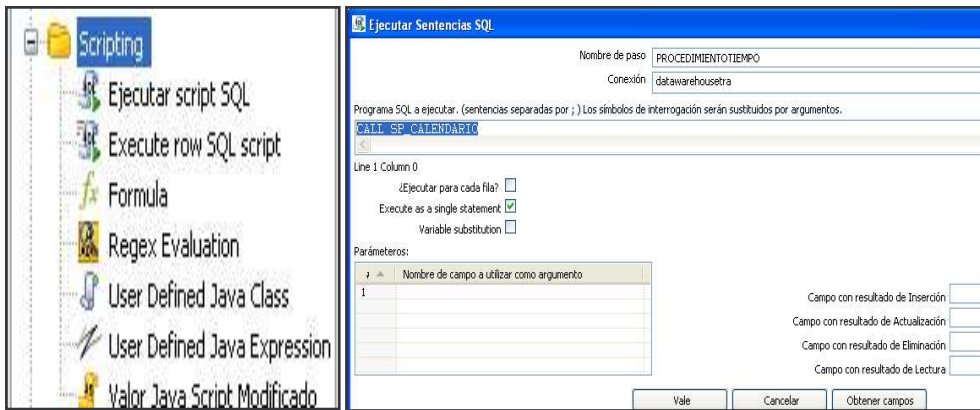 Scripting
Ejecutar script SQL
Execute row SQL script
Formula
Regex Evaluation
User Defined Java Class
User Defined Java Expression
Valor Java Script Modificado
Ejecutar Sentencias SQL
Nombre de paso PROCEDIMIENTOTIEMPO
Conexión datawarehousetra
Programa SQL a ejecutar. (sentencias separadas por ; ) Los símbolos de interrogación serán sustituidos por argumentos.
CALL SP_CALENDARIO
Line 1 Column 0
¿Ejecutar para cada fila?
Execute as a single statement
Variable substitution
Parámeteros:
Nombre de campo a utilizar como argumento
1
Campo con resultado de Inserción
Campo con resultado de Actualización
Campo con resultado de Eliminación
Campo con resultado de Lectura
Vale Cancelar Obtener campos